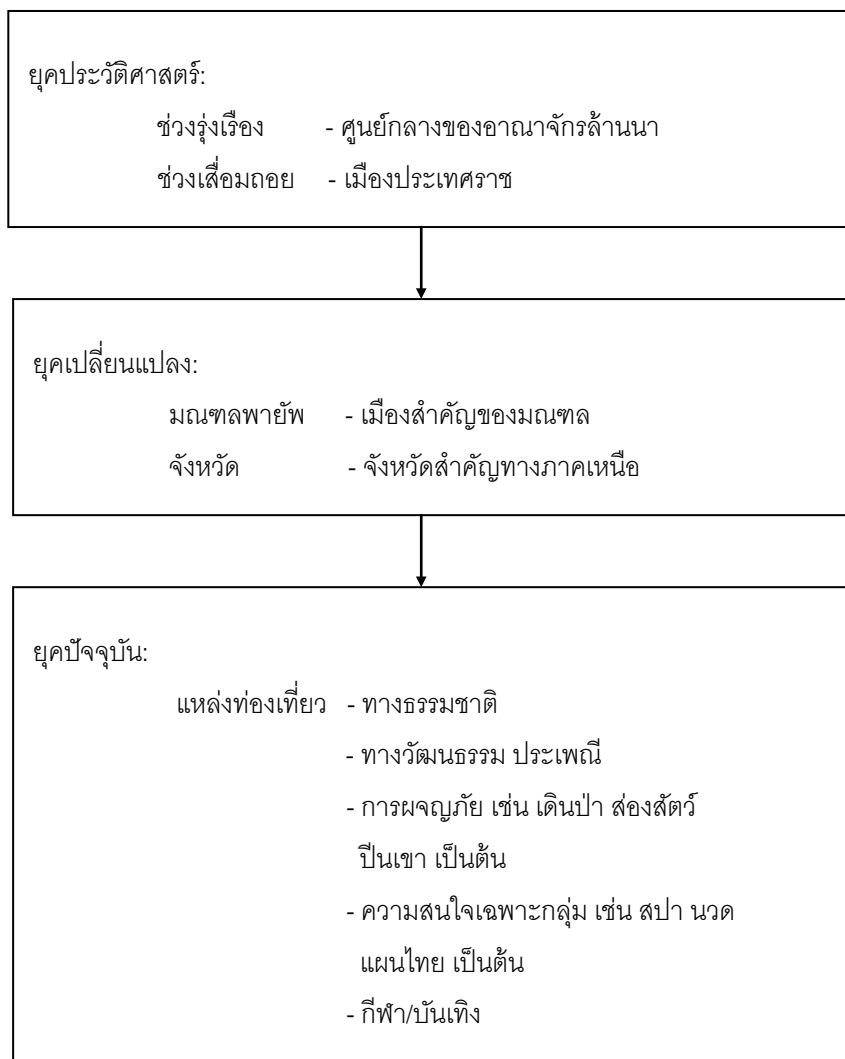 ยุคประวัติศาสตร์:
ช่วงรุ่งเรือง - ศูนย์กลางของอาณาจักรล้านนา
ช่วงเสื่อมถอย - เมืองประเทศราช
ยุคเปลี่ยนแปลง:
มณฑลพายัพ - เมืองสำคัญของมณฑล
จังหวัด - จังหวัดสำคัญทางภาคเหนือ
ยุคปัจจุบัน:
แหล่งท่องเที่ยว - ทางธรรมชาติ
- ทางวัฒนธรรม ประเพณี
- การผจญภัย เช่น เดินป่า ส่องสัตว์
ปีนเขา เป็นต้น
- ความสนใจเฉพาะกลุ่ม เช่น สปา นวด
แผนไทย เป็นต้น
- กีฬา/บันเทิง